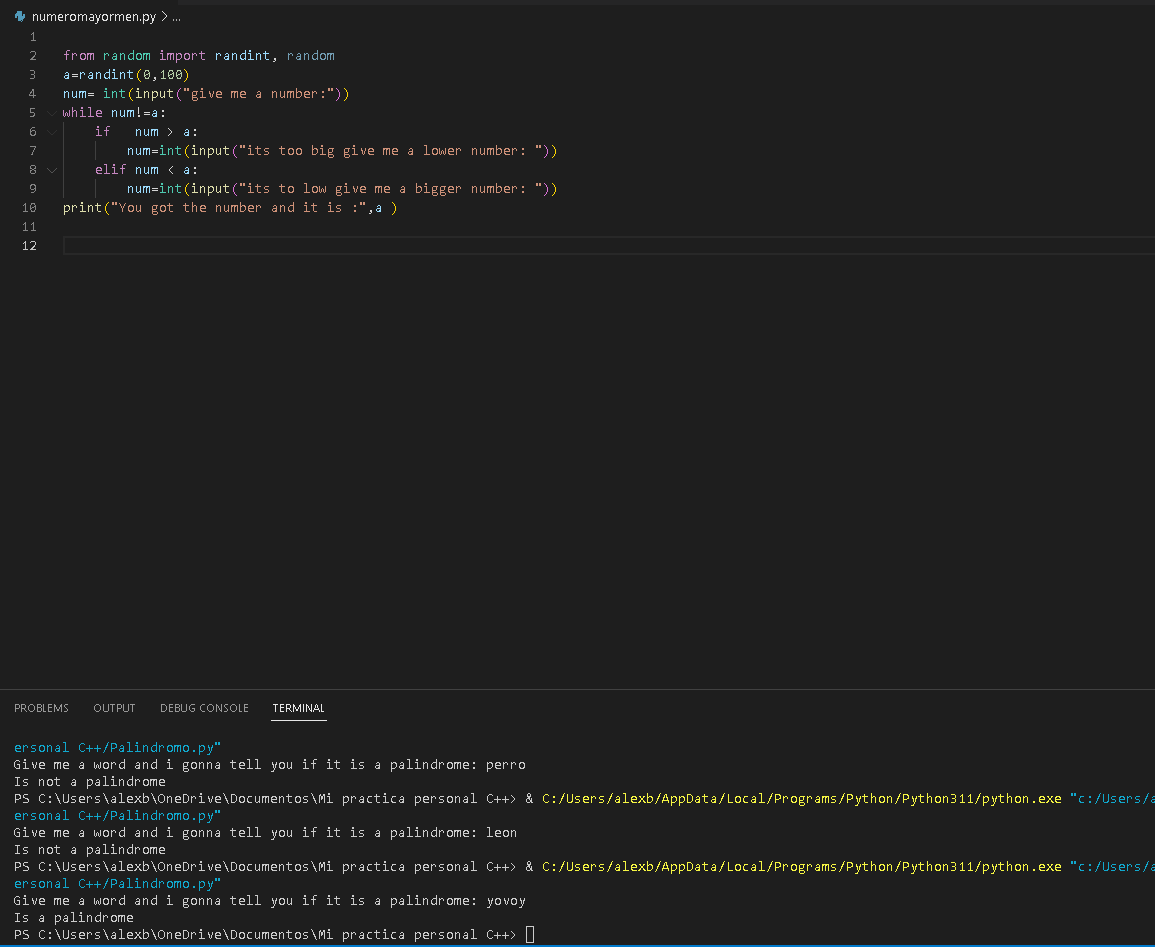 numeromayormen.py > ...
1
2 from random import randint, random
3 a=randint(0,100)
4 num= int(input("give me a number:"))
5 while num!=a:
6 if   num > a:
7 num=int(input("its too big give me a lower number: "))
8 elif num < a:
9 num=int(input("its to low give me a bigger number: "))
10 print("You got the number and it is :",a )
11
12
PROBLEMS OUTPUT DEBUG CONSOLE TERMINAL
ersonal C++/Palindromo.py"
Give me a word and i gonna tell you if it is a palindrome: perro
Is not a palindrome
PS C:\Users\alexb\OneDrive\Documentos\Mi practica personal C++> & C:/Users/alexb/AppData/Local/Programs/Python/Python311/python.exe "c:/Users/a
ersonal C++/Palindromo.py"
Give me a word and i gonna tell you if it is a palindrome: leon
Is not a palindrome
PS C:\Users\alexb\OneDrive\Documentos\Mi practica personal C++> & C:/Users/alexb/AppData/Local/Programs/Python/Python311/python.exe "c:/Users/a
ersonal C++/Palindromo.py"
Give me a word and i gonna tell you if it is a palindrome: yovoy
Is a palindrome
PS C:\Users\alexb\OneDrive\Documentos\Mi practica personal C++>